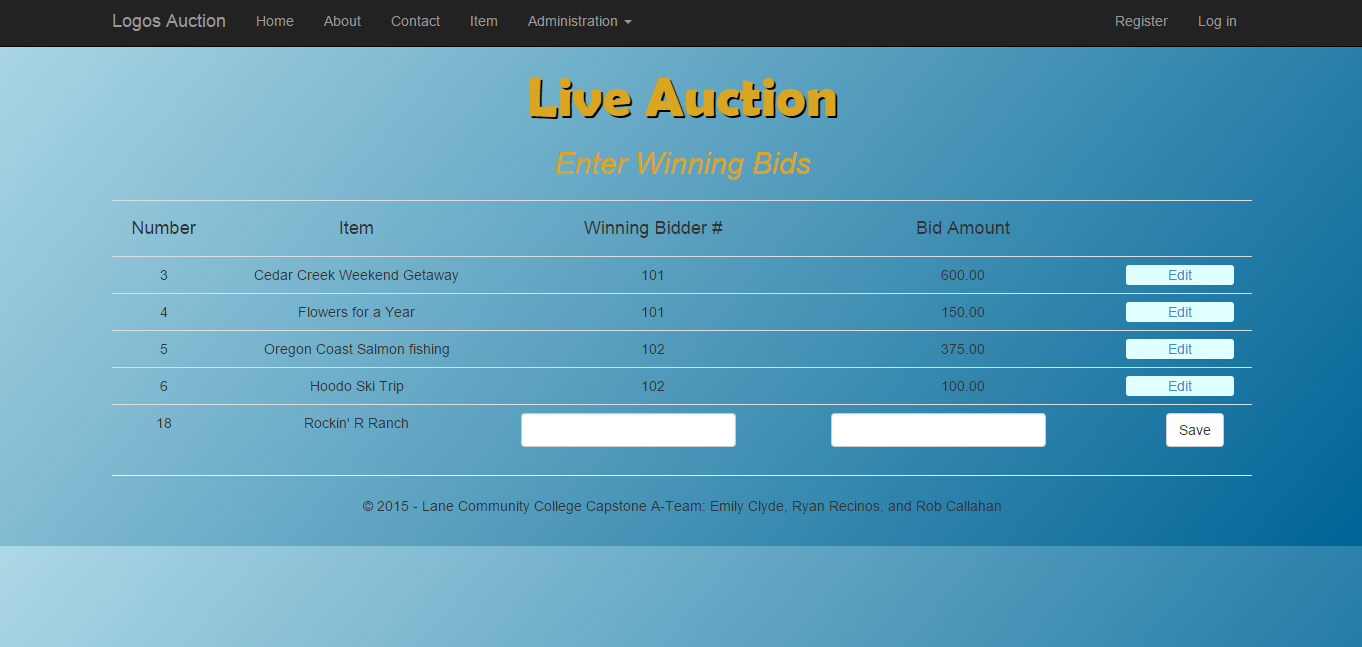 Logos Auction Home About Contact Item Administration Register Log in
Live Auction
Enter Winning Bids
Number Item Winning Bidder # Bid Amount
3 Cedar Creek Weekend Getaway 101 600.00 Edit
4 Flowers for a Year 101 150.00 Edit
5 Oregon Coast Salmon fishing 102 375.00 Edit
6 Hoodo Ski Trip 102 100.00 Edit
18 Rockin' R Ranch Save
© 2015 - Lane Community College Capstone A-Team: Emily Clyde, Ryan Recinos, and Rob Callahan